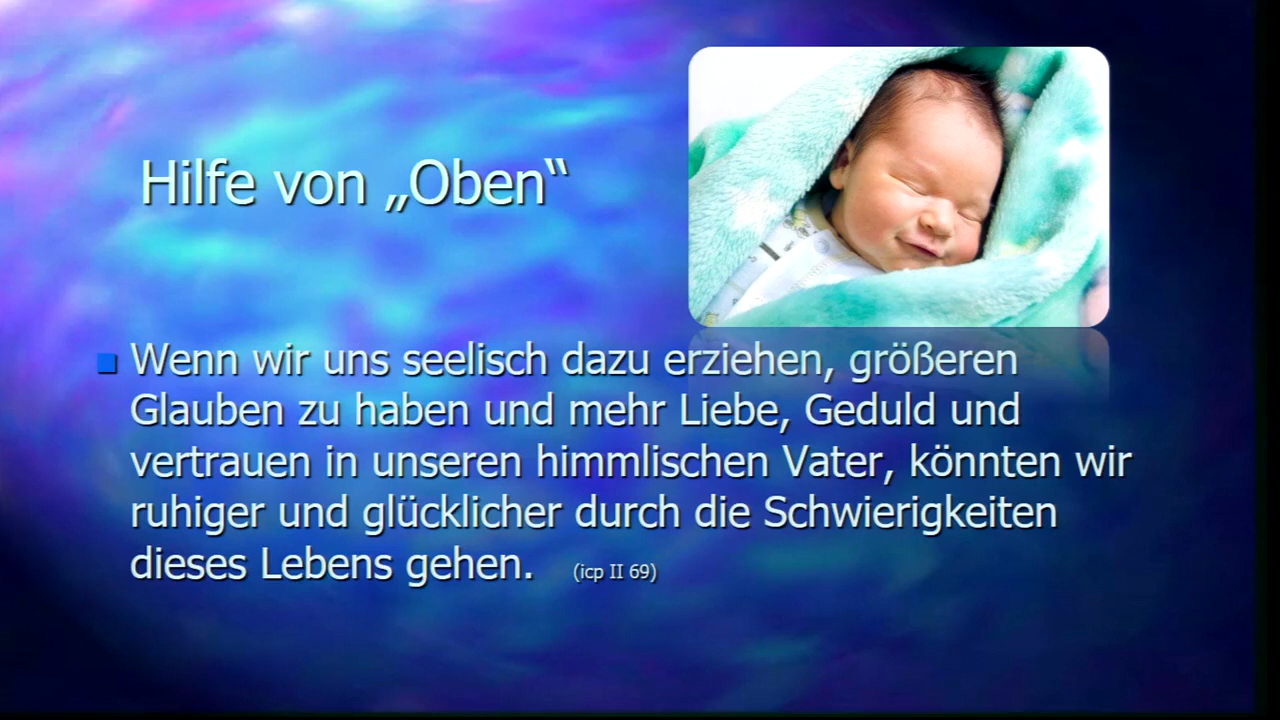 Hilfe von „Oben“
Wenn wir uns seelisch dazu erziehen, größeren
Glauben zu haben und mehr Liebe, Geduld und
vertrauen in unseren himmlischen Vater, könnten wir
ruhiger und glücklicher durch die Schwierigkeiten
dieses Lebens gehen. (icp II 69)